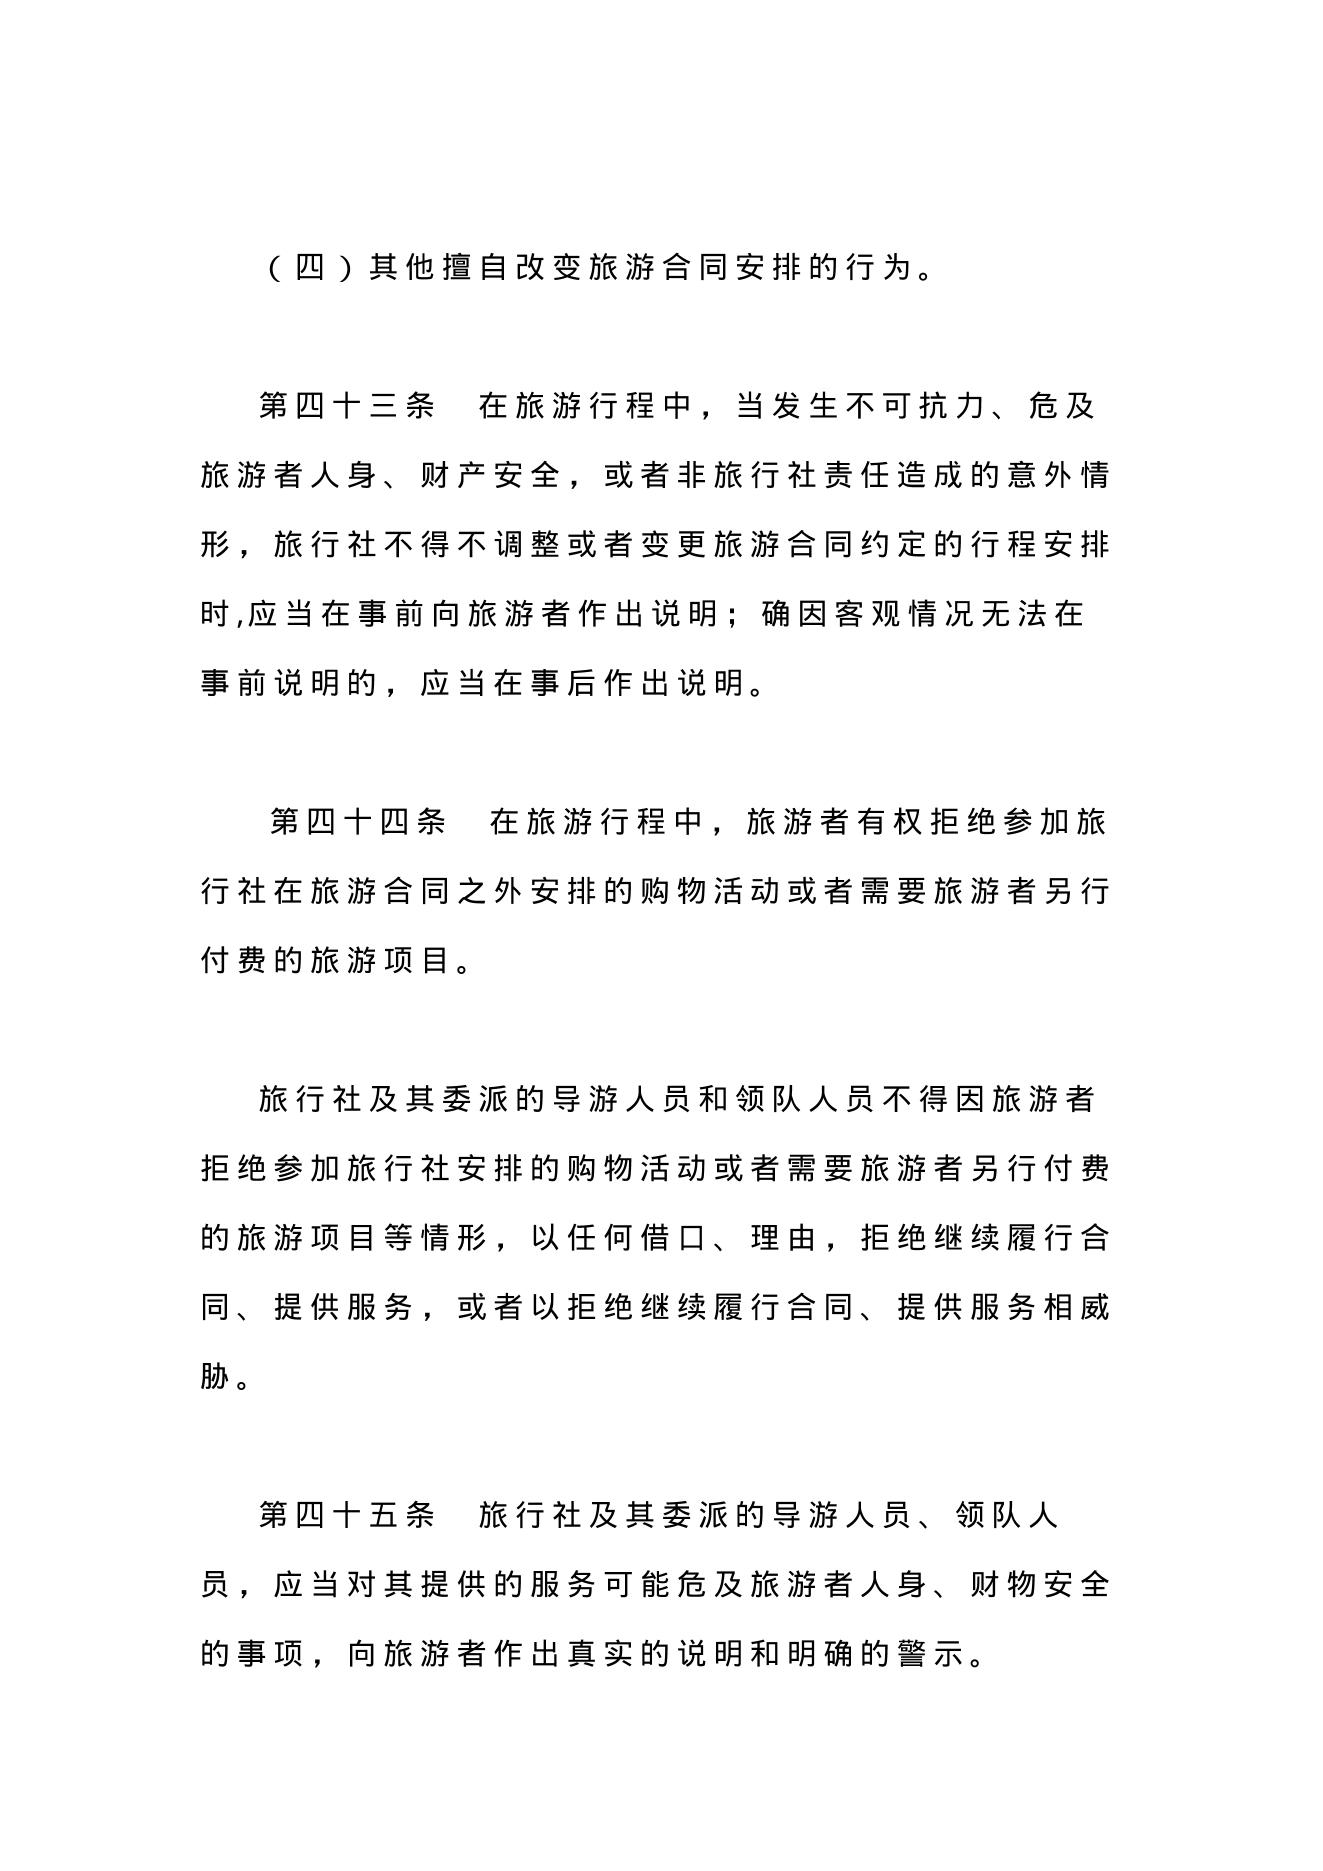 （四）其他擅自改变旅游合同安排的行为。
第四十三条　在旅游行程中，当发生不可抗力、危及
旅游者人身、财产安全，或者非旅行社责任造成的意外情
形，旅行社不得不调整或者变更旅游合同约定的行程安排
时,应当在事前向旅游者作出说明；确因客观情况无法在
事前说明的，应当在事后作出说明。
第四十四条　在旅游行程中，旅游者有权拒绝参加旅
行社在旅游合同之外安排的购物活动或者需要旅游者另行
付费的旅游项目。
旅行社及其委派的导游人员和领队人员不得因旅游者
拒绝参加旅行社安排的购物活动或者需要旅游者另行付费
的旅游项目等情形，以任何借口、理由，拒绝继续履行合
同、提供服务，或者以拒绝继续履行合同、提供服务相威
胁。
第四十五条　旅行社及其委派的导游人员、领队人
员，应当对其提供的服务可能危及旅游者人身、财物安全
的事项，向旅游者作出真实的说明和明确的警示。